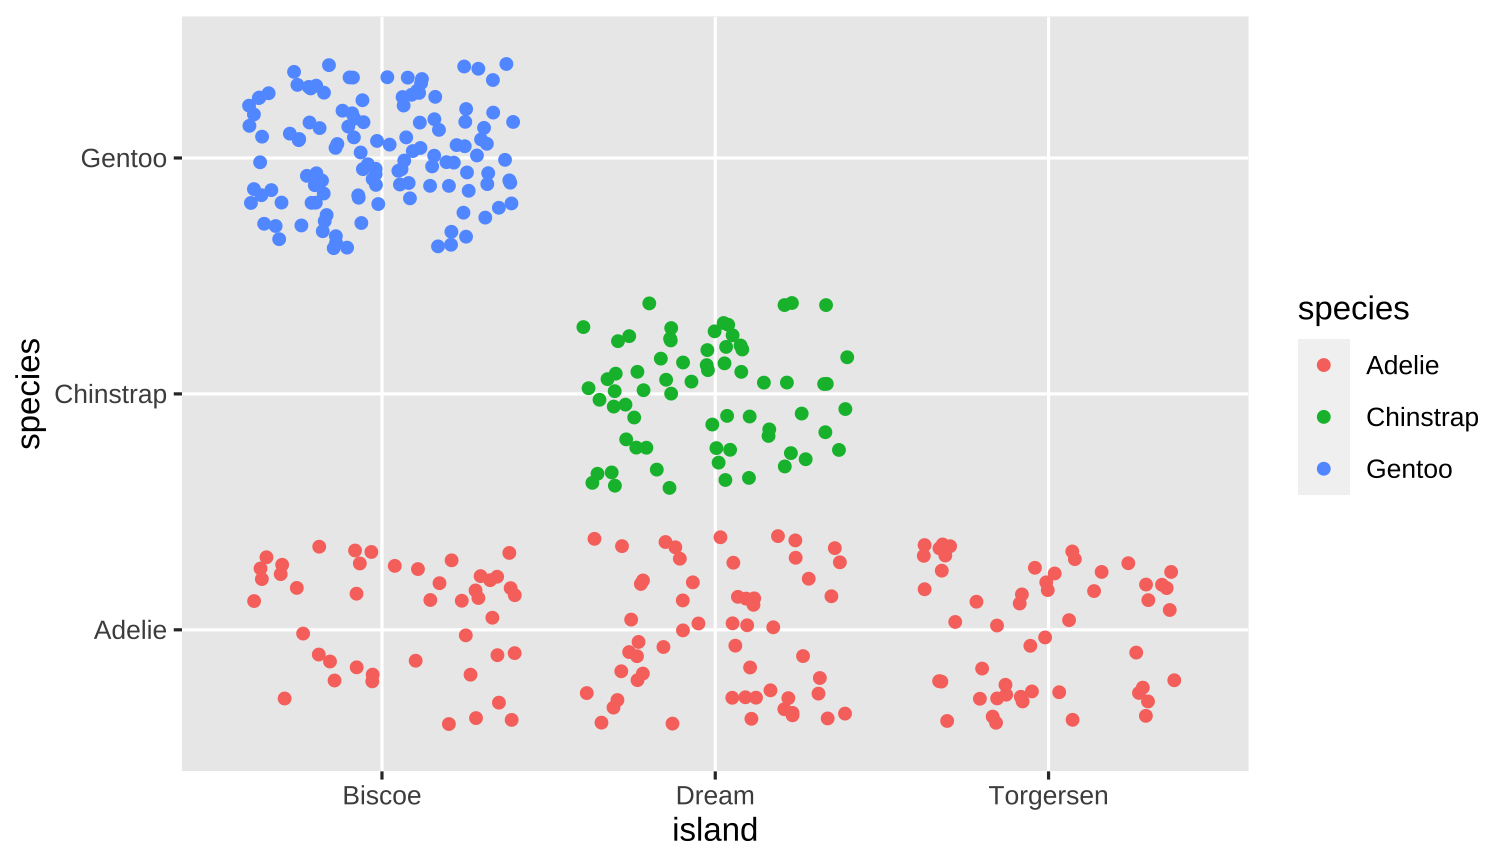 species
Gentoo
Chinstrap
Adelie
Biscoe
Dream
Torgersen
island
species
Adelie
Chinstrap
Gentoo